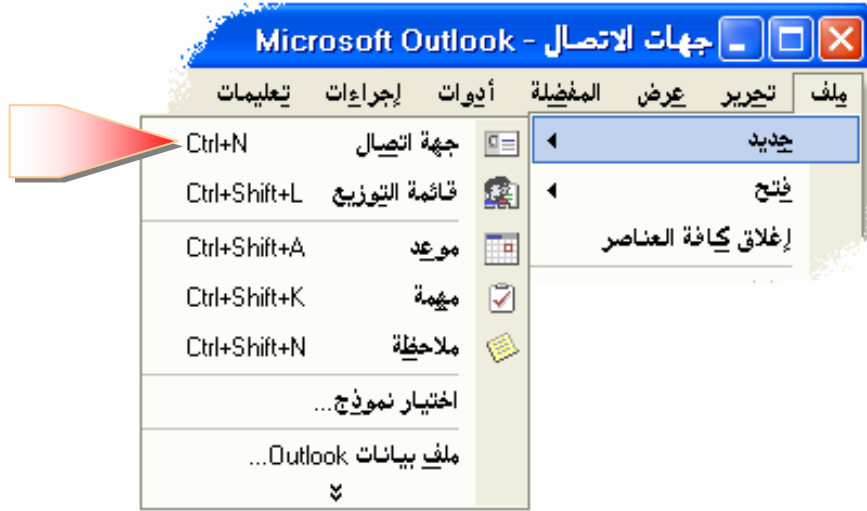 جهات الاتصال - Microsoft Outlook
ملف تحرير عرض المفضلة أدوات إجراءات تعليمات
جديد
فتح
إغلاق كافة العناصر
جهة اتصال Ctrl+N
قائمة التوزيع Ctrl+Shift+L
موعد Ctrl+Shift+A
مهمة Ctrl+Shift+K
ملاحظة Ctrl+Shift+N
اختيار نموذج...
ملف بيانات Outlook...